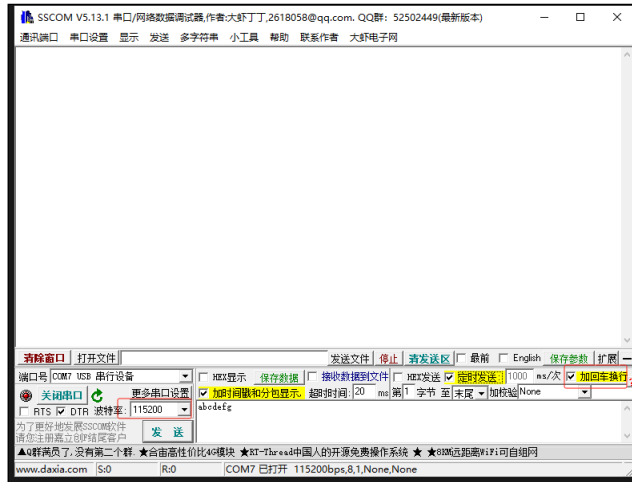 SSCOM V5.13.1 串口/网络数据调试器,作者:大虾丁丁,2618058@qq.com. QQ群: 52502449(最新版本)
通讯端口 串口设置 显示 发送 多字符串 小工具 帮助 联系作者 大虾电子网
清除窗口 打开文件 发送文件 停止 清发送区 最前 English 保存参数 扩展
端口号 COM7 USB 串行设备 HEX显示 保存数据 接收数据到文件 HEX发送 定时发送: 1000 ms/次 加回车换行
关闭串口 更多串口设置 加时间戳和分包显示. 超时时间: 20 ms 第 1 字节 至 末尾 加校验 None
RTS DTR 波特率: 115200 abcdefg
为了更好地发展SSCOM软件
请您注册嘉立创F结尾客户 发 送
▲Q群满员了,没有第二个群. ★合宙高性价比4G模块 ★RT-Thread中国人的开源免费操作系统 ★ ★8KM远距离WiFi可自组网
www.daxia.com S:0 R:0 COM7 已打开 115200bps,8,1,None,None